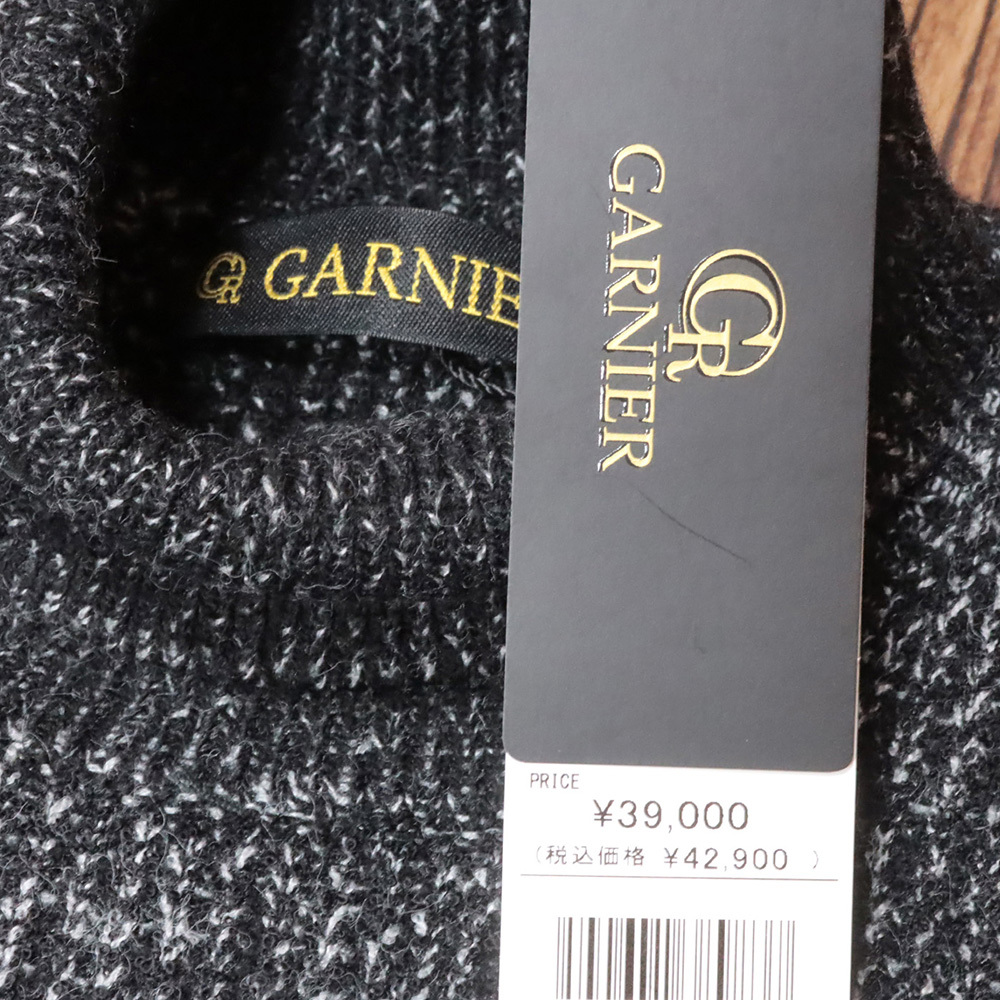 GR GARNIE
GR
GARNIER
PRICE
¥39,000
(税込価格 ¥42,900 )